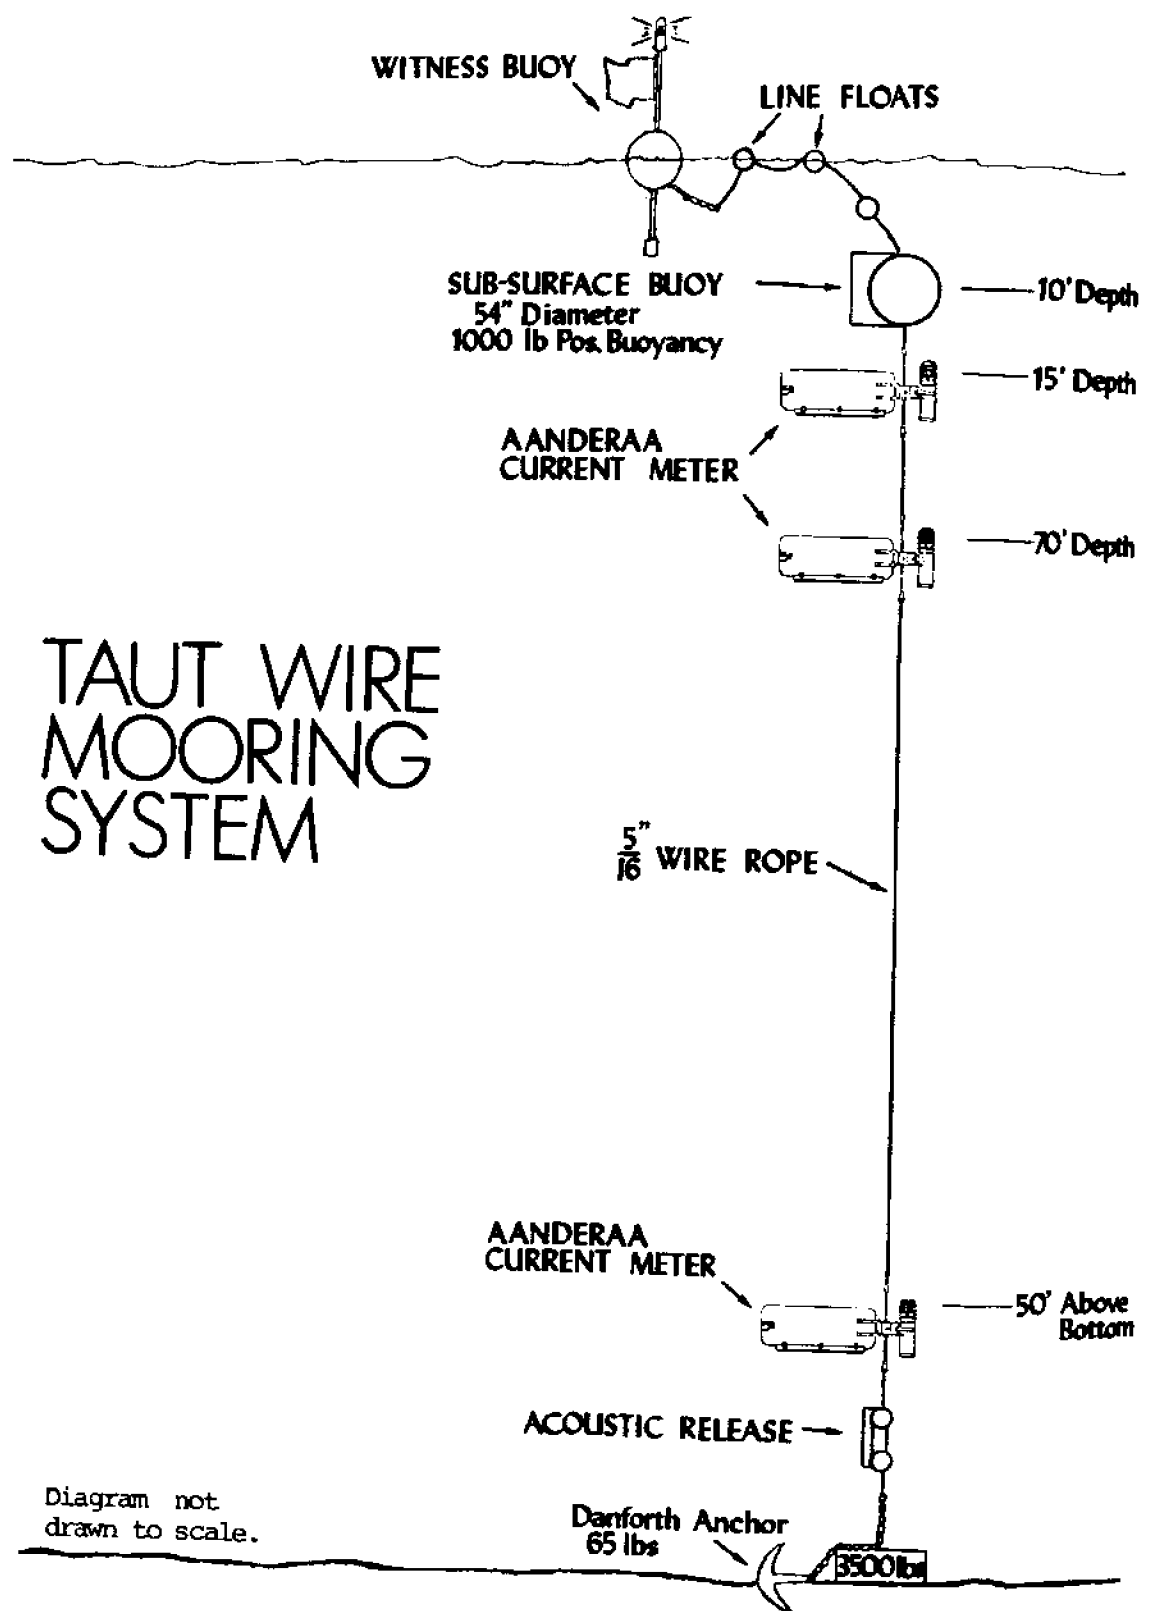 WITNESS BUOY
LINE FLOATS
SUB-SURFACE BUOY
54" Diameter
1000 lb Pos. Buoyancy
10' Depth
15' Depth
AANDERAA
CURRENT METER
70' Depth
TAUT WIRE
MOORING
SYSTEM
5/16" WIRE ROPE
AANDERAA
CURRENT METER
50' Above
Bottom
ACOUSTIC RELEASE
Diagram not
drawn to scale.
Danforth Anchor
65 lbs
3500 lbs